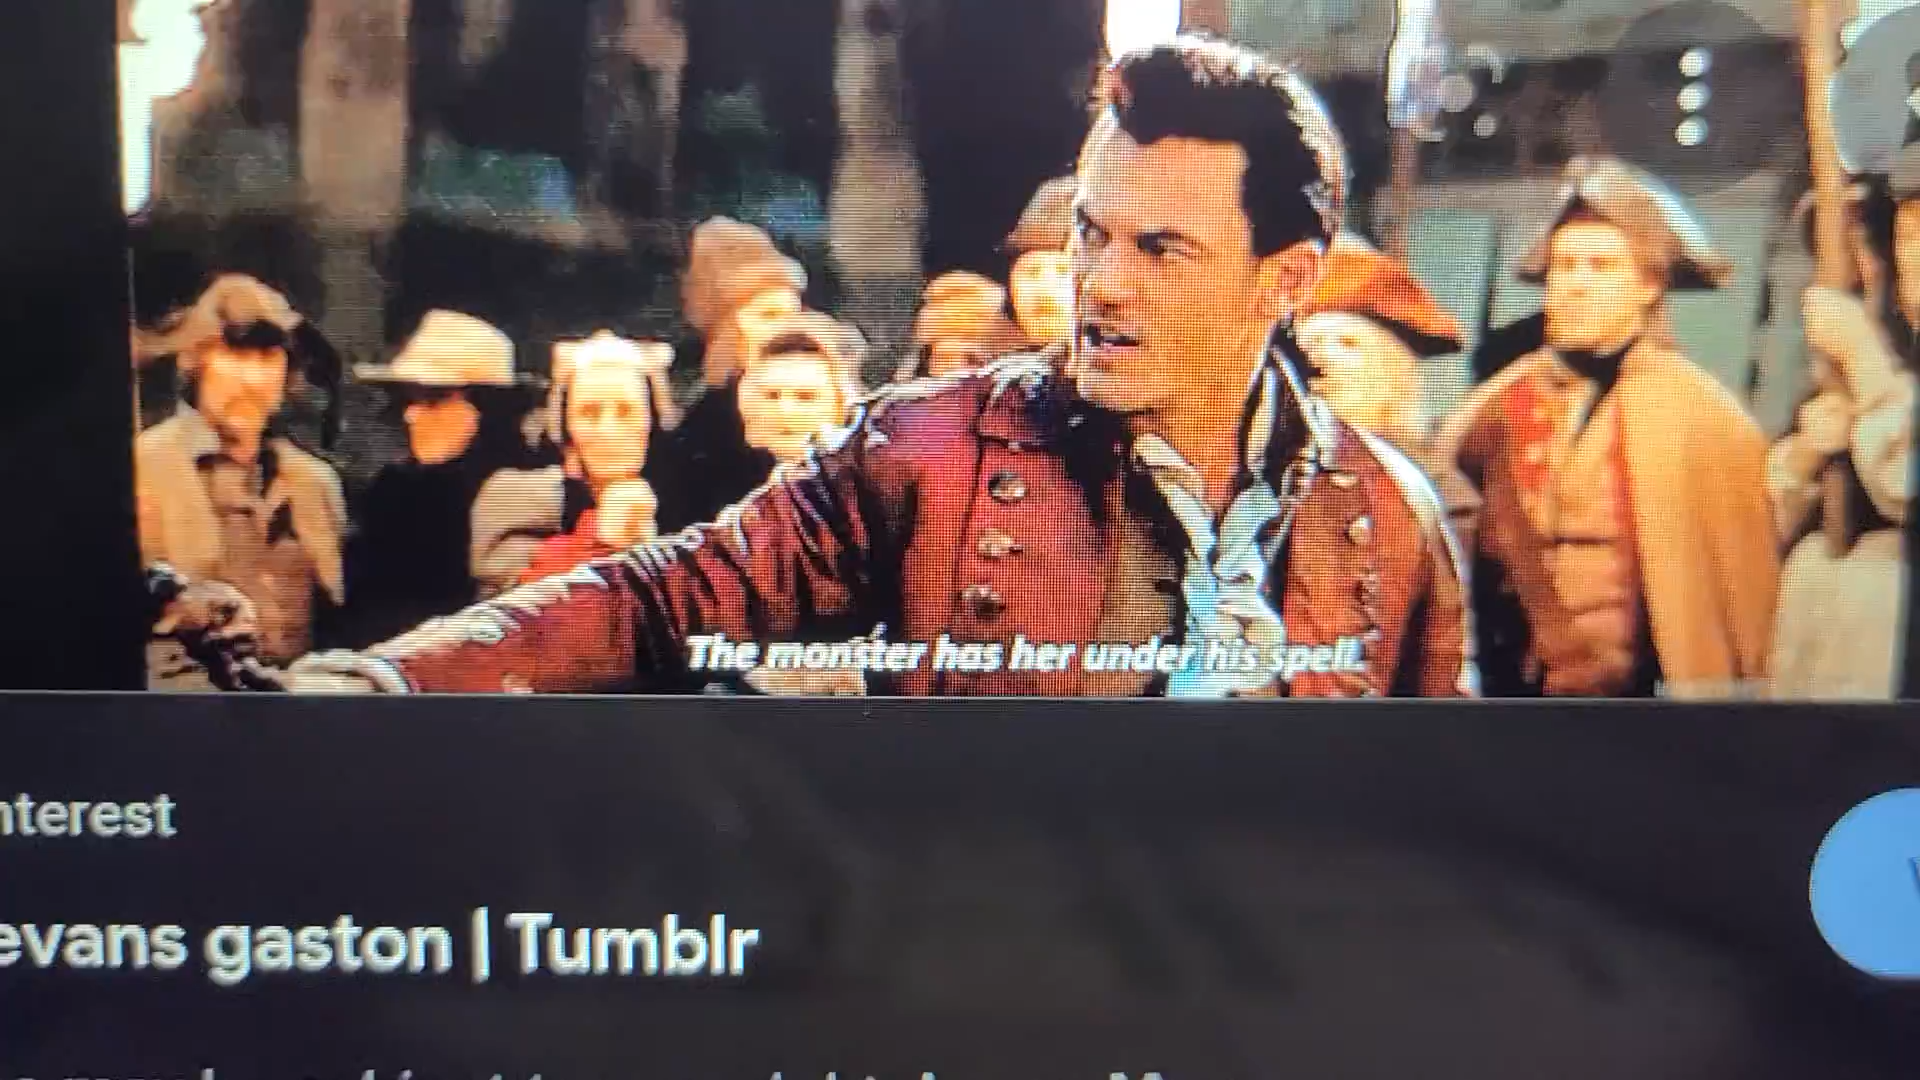 The monster has her under his spell.
nterest
evans gaston | Tumblr